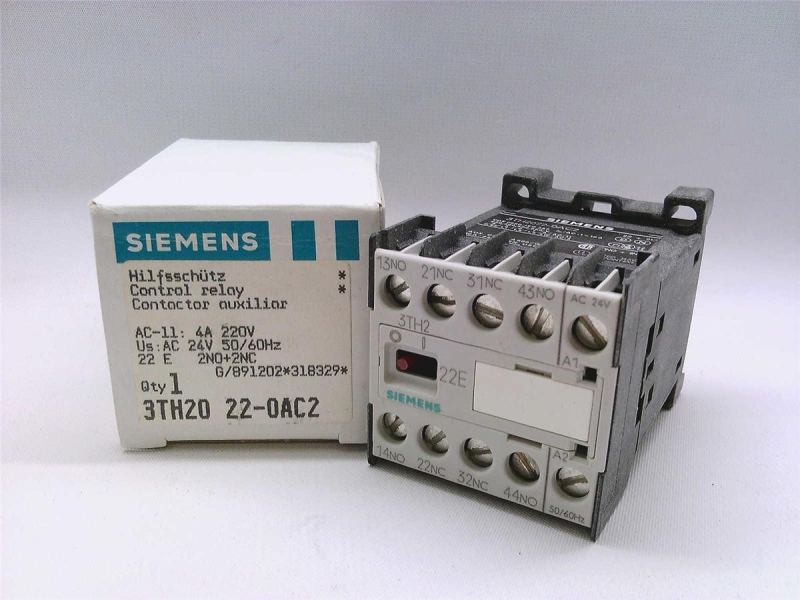 SIEMENS
Hilfsschütz *
Control relay *
Contactor auxiliar
AC-11: 4A 220V
Us: AC 24V 50/60Hz
22 E 2NO+2NC
G/891202*318329*
Qty 1
3TH20 22-0AC2
SIEMENS
3TH2022-0AC2
13NO 21NC 31NC 43NO AC 24V
3TH2
A1
O I
22E
SIEMENS
A2
14NO 22NC 32NC 44NO 50/60Hz